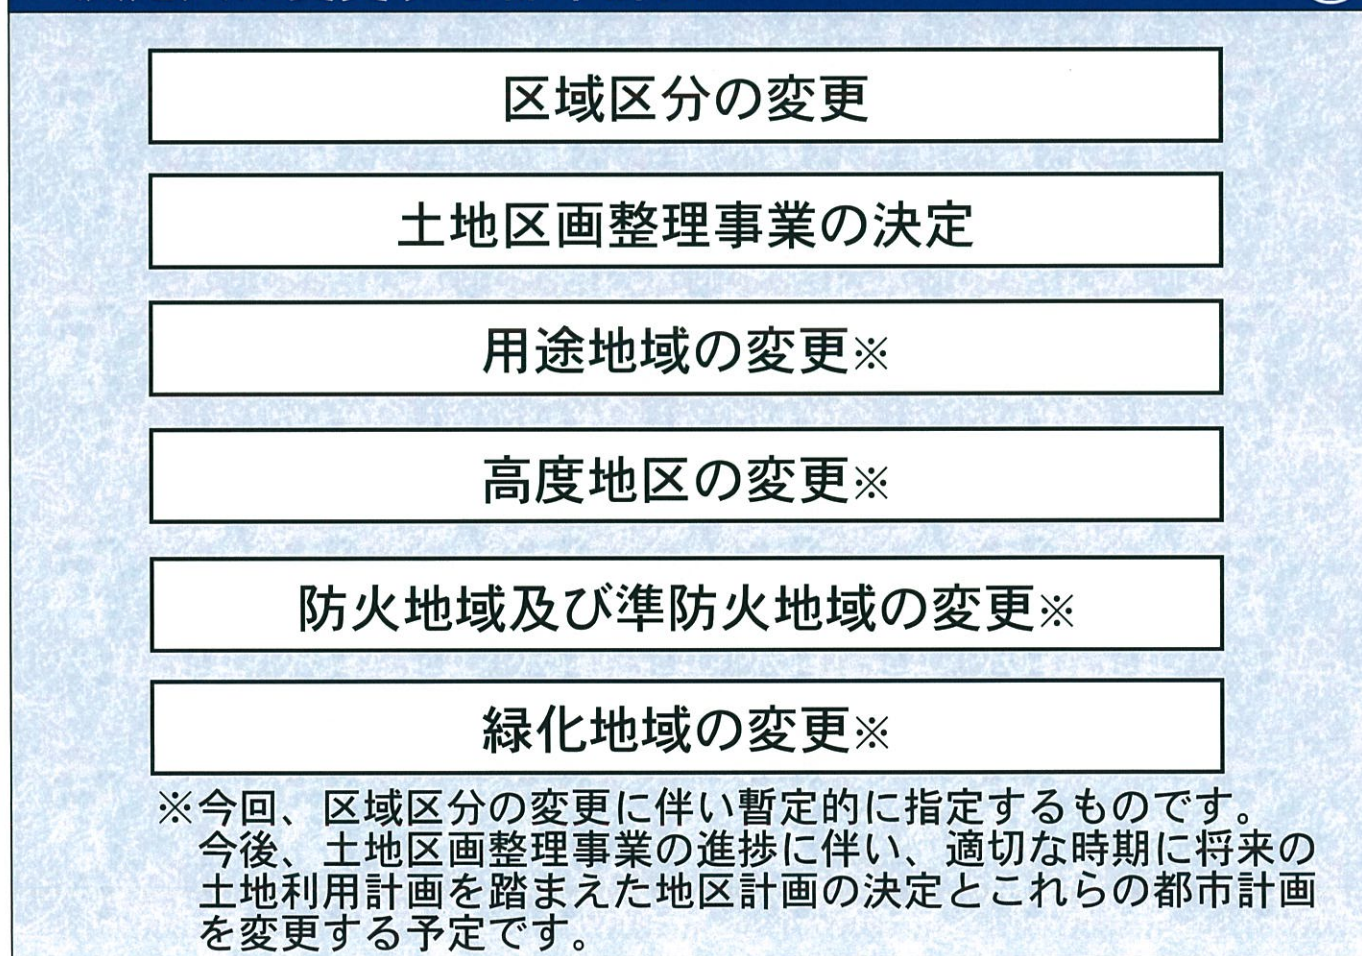 区域区分の変更
土地区画整理事業の決定
用途地域の変更※
高度地区の変更※
防火地域及び準防火地域の変更※
緑化地域の変更※
※今回、区域区分の変更に伴い暫定的に指定するものです。
今後、土地区画整理事業の進捗に伴い、適切な時期に将来の
土地利用計画を踏まえた地区計画の決定とこれらの都市計画
を変更する予定です。